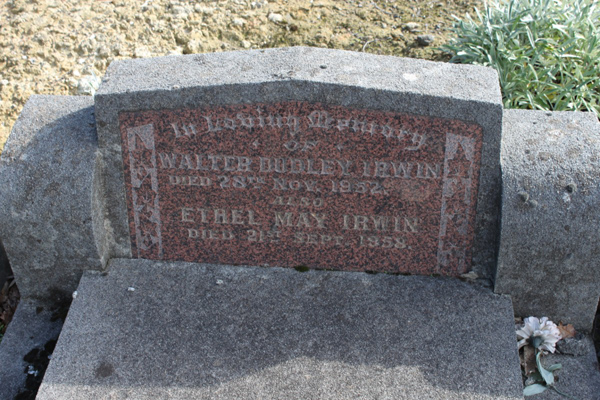 In Loving Memory
OF
WALTER DUDLEY IRWIN
DIED 28TH NOV. 1952.
ALSO
ETHEL MAY IRWIN
DIED 21ST SEPT. 1958.